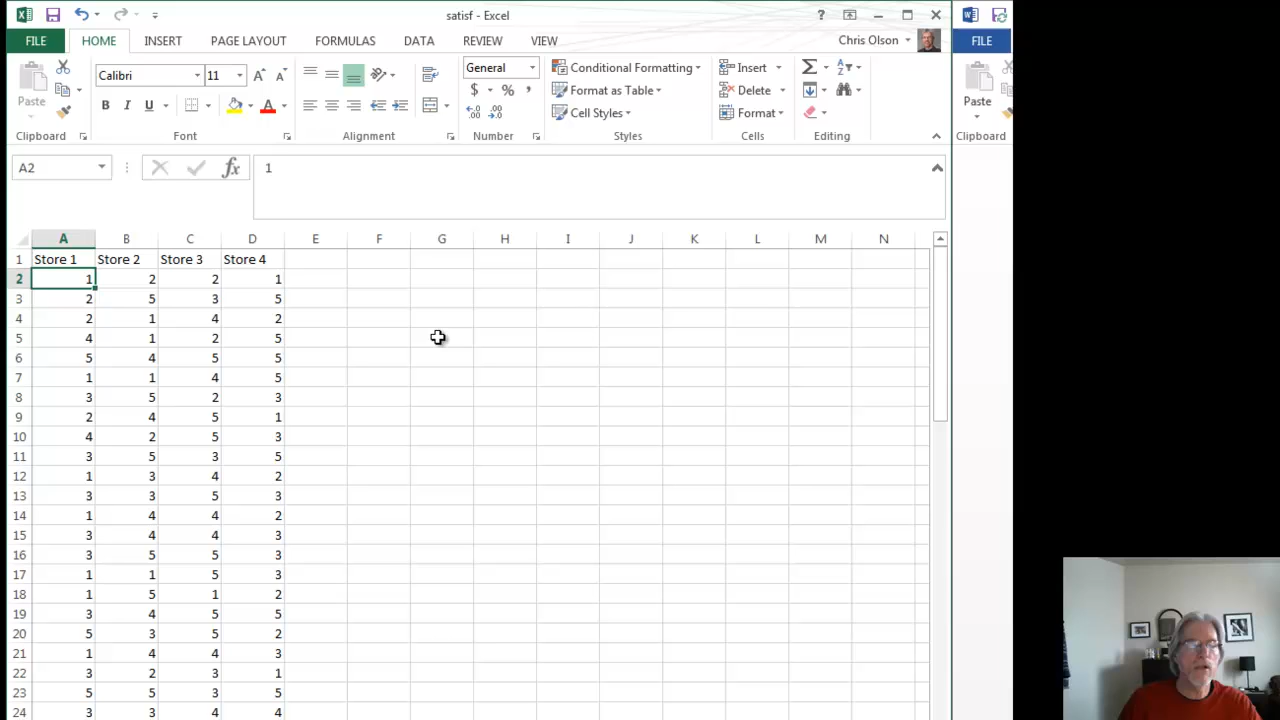 satisf - Excel
?
FILE HOME INSERT PAGE LAYOUT FORMULAS DATA REVIEW VIEW Chris Olson FILE
Paste Calibri 11 A A General Conditional Formatting Insert Σ A Z Paste
B I U A $ % , Format as Table Delete
.0 .00 .00 .0 Cell Styles Format
Clipboard Font Alignment Number Styles Cells Editing Clipboard
A2 fx 1
A B C D E F G H I J K L M N
1 Store 1 Store 2 Store 3 Store 4
2 1 2 2 1
3 2 5 3 5
4 2 1 4 2
5 4 1 2 5
6 5 4 5 5
7 1 1 4 5
8 3 5 2 3
9 2 4 5 1
10 4 2 5 3
11 3 5 3 5
12 1 3 4 2
13 3 3 5 3
14 1 4 4 2
15 3 4 4 3
16 3 5 5 3
17 1 1 5 3
18 1 5 1 2
19 3 4 5 5
20 5 3 5 2
21 1 4 4 3
22 3 2 3 1
23 5 5 3 5
24 3 3 4 4